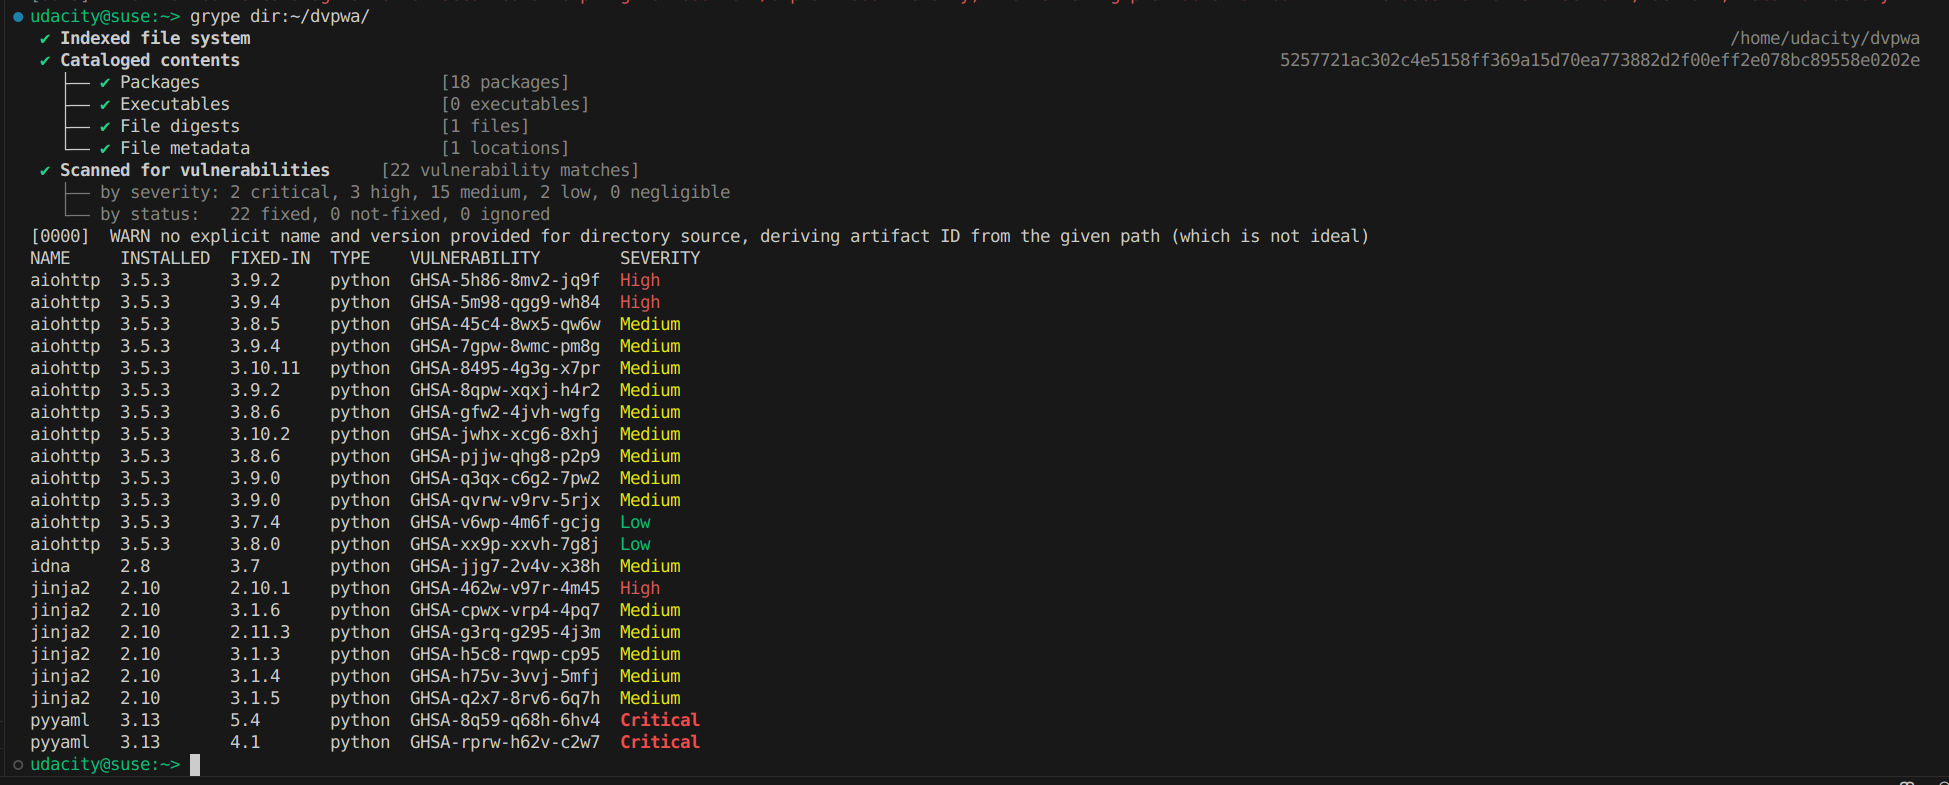 udacity@suse:~> grype dir:~/dvpwa/
✔ Indexed file system /home/udacity/dvpwa
✔ Cataloged contents 5257721ac302c4e5158ff369a15d70ea773882d2f00eff2e078bc89558e0202e
├── ✔ Packages [18 packages]
├── ✔ Executables [0 executables]
├── ✔ File digests [1 files]
└── ✔ File metadata [1 locations]
✔ Scanned for vulnerabilities [22 vulnerability matches]
├── by severity: 2 critical, 3 high, 15 medium, 2 low, 0 negligible
└── by status: 22 fixed, 0 not-fixed, 0 ignored
[0000] WARN no explicit name and version provided for directory source, deriving artifact ID from the given path (which is not ideal)
NAME INSTALLED FIXED-IN TYPE VULNERABILITY SEVERITY
aiohttp 3.5.3 3.9.2 python GHSA-5h86-8mv2-jq9f High
aiohttp 3.5.3 3.9.4 python GHSA-5m98-qgg9-wh84 High
aiohttp 3.5.3 3.8.5 python GHSA-45c4-8wx5-qw6w Medium
aiohttp 3.5.3 3.9.4 python GHSA-7gpw-8wmc-pm8g Medium
aiohttp 3.5.3 3.10.11 python GHSA-8495-4g3g-x7pr Medium
aiohttp 3.5.3 3.9.2 python GHSA-8qpw-xqxj-h4r2 Medium
aiohttp 3.5.3 3.8.6 python GHSA-gfw2-4jvh-wgfg Medium
aiohttp 3.5.3 3.10.2 python GHSA-jwhx-xcg6-8xhj Medium
aiohttp 3.5.3 3.8.6 python GHSA-pjjw-qhg8-p2p9 Medium
aiohttp 3.5.3 3.9.0 python GHSA-q3qx-c6g2-7pw2 Medium
aiohttp 3.5.3 3.9.0 python GHSA-qvrw-v9rv-5rjx Medium
aiohttp 3.5.3 3.7.4 python GHSA-v6wp-4m6f-gcjg Low
aiohttp 3.5.3 3.8.0 python GHSA-xx9p-xxvh-7g8j Low
idna 2.8 3.7 python GHSA-jjg7-2v4v-x38h Medium
jinja2 2.10 2.10.1 python GHSA-462w-v97r-4m45 High
jinja2 2.10 3.1.6 python GHSA-cpwx-vrp4-4pq7 Medium
jinja2 2.10 2.11.3 python GHSA-g3rq-g295-4j3m Medium
jinja2 2.10 3.1.3 python GHSA-h5c8-rqwp-cp95 Medium
jinja2 2.10 3.1.4 python GHSA-h75v-3vvj-5mfj Medium
jinja2 2.10 3.1.5 python GHSA-q2x7-8rv6-6q7h Medium
pyyaml 3.13 5.4 python GHSA-8q59-q68h-6hv4 Critical
pyyaml 3.13 4.1 python GHSA-rprw-h62v-c2w7 Critical
udacity@suse:~>